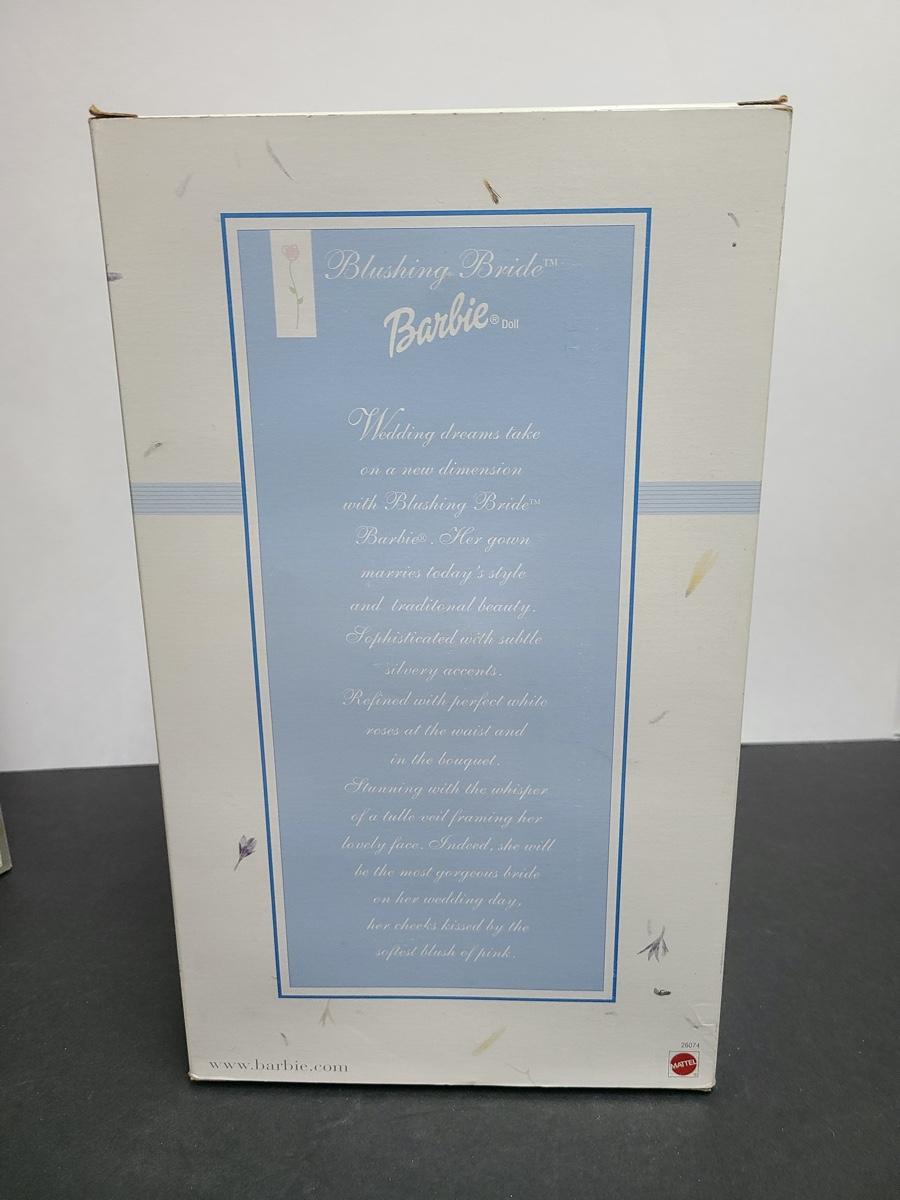 Blushing Bride™
Barbie® Doll
Wedding dreams take
on a new dimension
with Blushing Bride™
Barbie®. Her gown
marries today's style
and traditonal beauty.
Sophisticated with subtle
silvery accents.
Refined with perfect white
roses at the waist and
in the bouquet.
Stunning with the whisper
of a tulle veil framing her
lovely face. Indeed, she will
be the most gorgeous bride
on her wedding day,
her cheeks kissed by the
softest blush of pink.
26074
www.barbie.com
MATTEL